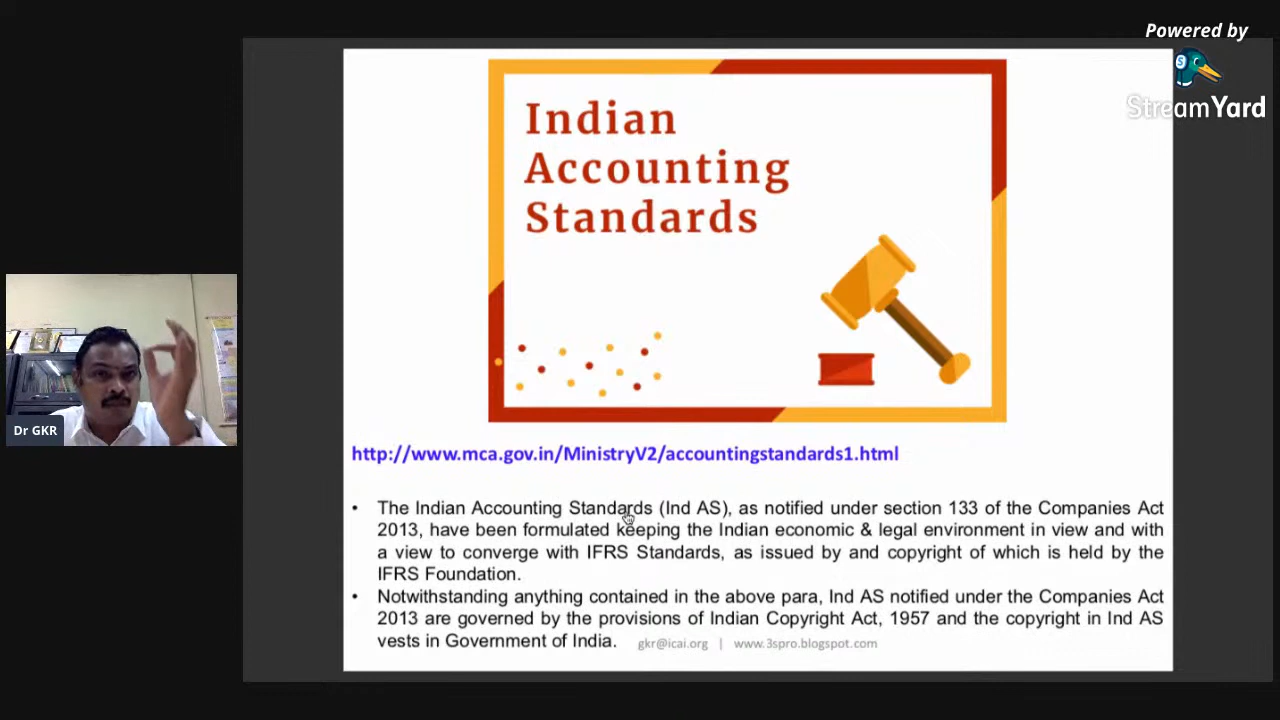 Powered by
StreamYard
Indian
Accounting
Standards
Dr GKR
http://www.mca.gov.in/MinistryV2/accountingstandards1.html
• The Indian Accounting Standards (Ind AS), as notified under section 133 of the Companies Act
2013, have been formulated keeping the Indian economic & legal environment in view and with
a view to converge with IFRS Standards, as issued by and copyright of which is held by the
IFRS Foundation.
• Notwithstanding anything contained in the above para, Ind AS notified under the Companies Act
2013 are governed by the provisions of Indian Copyright Act, 1957 and the copyright in Ind AS
vests in Government of India.
gkr@icai.org | www.3spro.blogspot.com